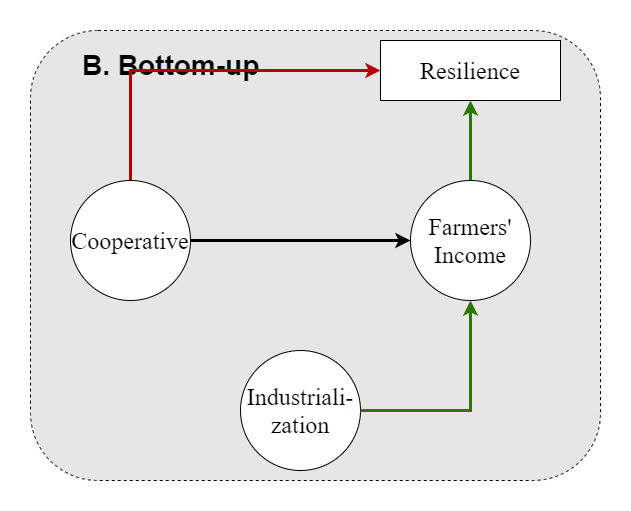 B. Bottom-up
Resilience
Cooperative
Farmers'
Income
Industriali-
zation